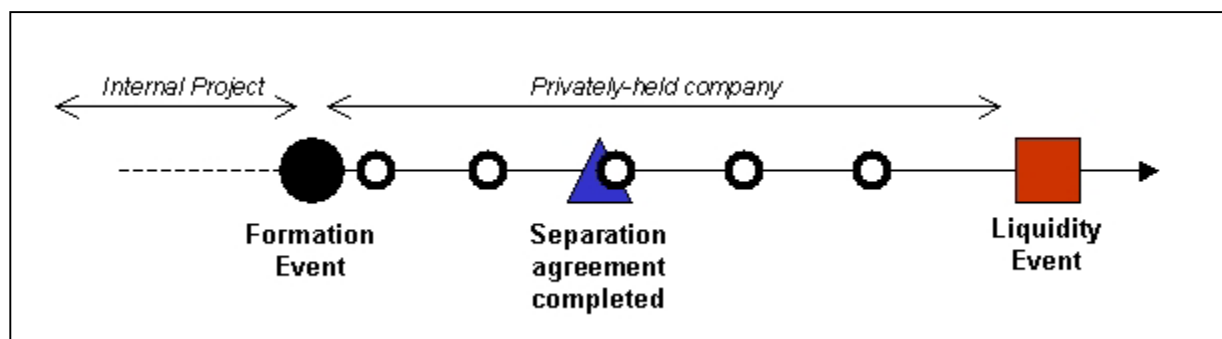 Internal Project
Privately-held company
Formation
Event
Separation
agreement
completed
Liquidity
Event